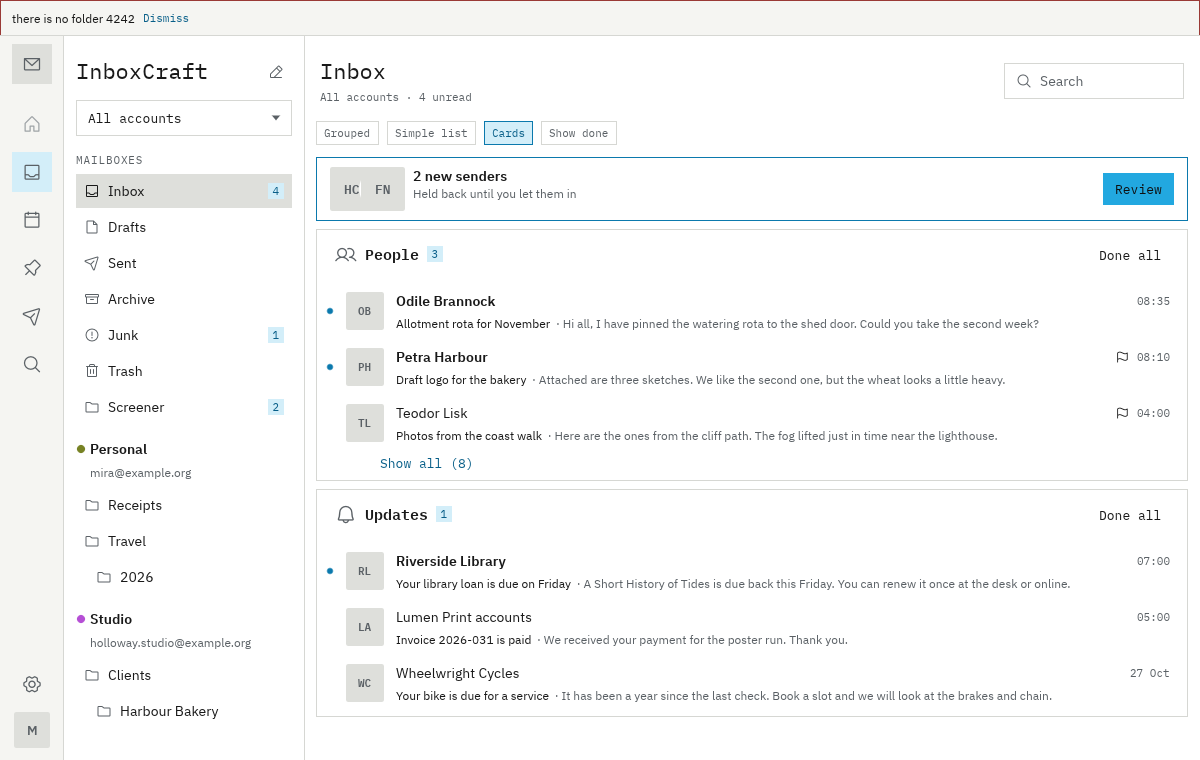 there is no folder 4242 Dismiss
InboxCraft
All accounts
MAILBOXES
Inbox 4
Drafts
Sent
Archive
Junk 1
Trash
Screener 2
Personal
mira@example.org
Receipts
Travel
2026
Studio
holloway.studio@example.org
Clients
Harbour Bakery
M
Inbox
All accounts · 4 unread
Search
Grouped Simple list Cards Show done
HC FN
2 new senders
Held back until you let them in
Review
People 3 Done all
OB
Odile Brannock 08:35
Allotment rota for November · Hi all, I have pinned the watering rota to the shed door. Could you take the second week?
PH
Petra Harbour 08:10
Draft logo for the bakery · Attached are three sketches. We like the second one, but the wheat looks a little heavy.
TL
Teodor Lisk 04:00
Photos from the coast walk · Here are the ones from the cliff path. The fog lifted just in time near the lighthouse.
Show all (8)
Updates 1 Done all
RL
Riverside Library 07:00
Your library loan is due on Friday · A Short History of Tides is due back this Friday. You can renew it once at the desk or online.
LA
Lumen Print accounts 05:00
Invoice 2026-031 is paid · We received your payment for the poster run. Thank you.
WC
Wheelwright Cycles 27 Oct
Your bike is due for a service · It has been a year since the last check. Book a slot and we will look at the brakes and chain.